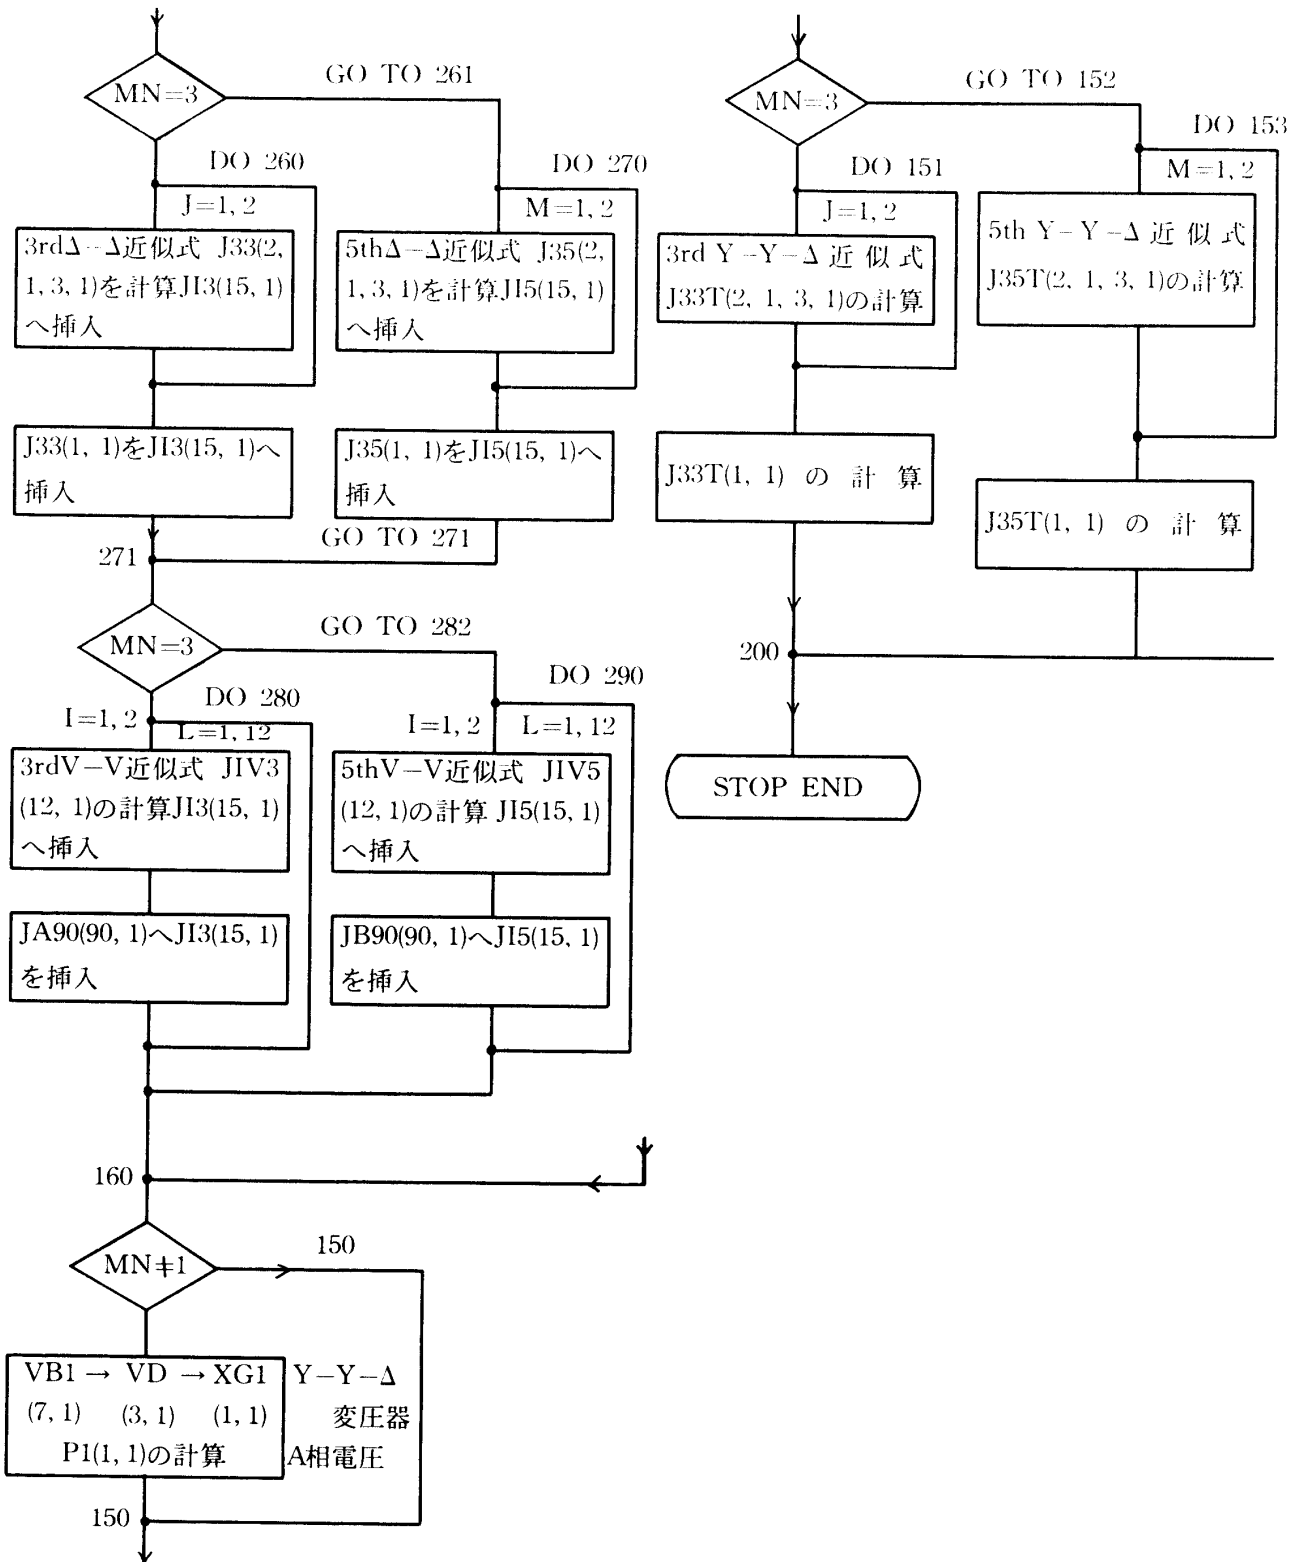 MN=3
GO TO 261
DO 260
J=1, 2
3rdΔ−Δ近似式 J33(2,
1, 3, 1)を計算JI3(15, 1)
へ挿入
DO 270
M=1, 2
5thΔ−Δ近似式 J35(2,
1, 3, 1)を計算JI5(15, 1)
へ挿入
J33(1, 1)をJI3(15, 1)へ
挿入
J35(1, 1)をJI5(15, 1)へ
挿入
GO TO 271
271
MN=3
GO TO 282
DO 280
I=1, 2
L=1, 12
3rdV−V近似式 JIV3
(12, 1)の計算JI3(15, 1)
へ挿入
DO 290
I=1, 2
L=1, 12
5thV−V近似式 JIV5
(12, 1)の計算 JI5(15, 1)
へ挿入
JA90(90, 1)へJI3(15, 1)
を挿入
JB90(90, 1)へJI5(15, 1)
を挿入
160
MN≠1
150
VB1 → VD → XG1
(7, 1) (3, 1) (1, 1)
P1(1, 1)の計算
Y−Y−Δ
変圧器
A相電圧
150
MN=3
GO TO 152
DO 151
J=1, 2
3rd Y−Y−Δ 近似式
J33T(2, 1, 3, 1)の計算
DO 153
M=1, 2
5th Y−Y−Δ 近似式
J35T(2, 1, 3, 1)の計算
J33T(1, 1) の計算
J35T(1, 1) の計算
200
STOP END